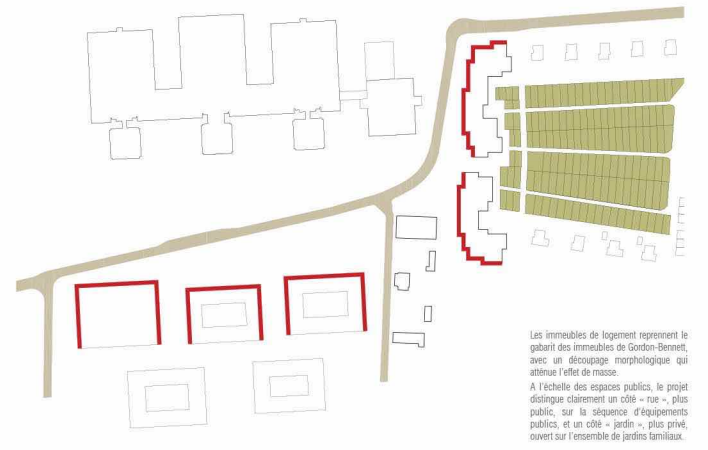 Les immeubles de logement reprennent le
gabarit des immeubles de Gordon-Bennett,
avec un découpage morphologique qui
atténue l'effet de masse.
A l'échelle des espaces publics, le projet
distingue clairement un côté « rue », plus
public, sur la séquence d'équipements
publics, et un côté « jardin », plus privé,
ouvert sur l'ensemble de jardins familiaux.